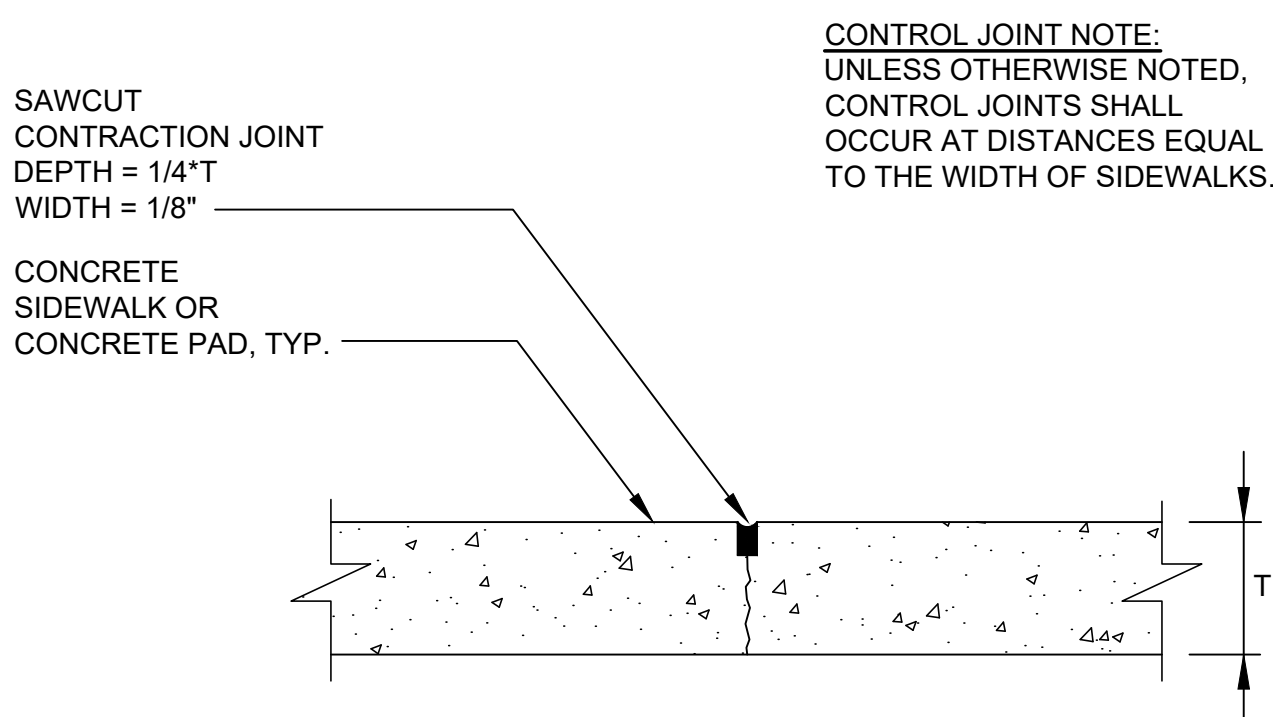 CONTROL JOINT NOTE:
UNLESS OTHERWISE NOTED,
CONTROL JOINTS SHALL
OCCUR AT DISTANCES EQUAL
TO THE WIDTH OF SIDEWALKS.
SAWCUT
CONTRACTION JOINT
DEPTH = 1/4*T
WIDTH = 1/8"
CONCRETE
SIDEWALK OR
CONCRETE PAD, TYP.
T